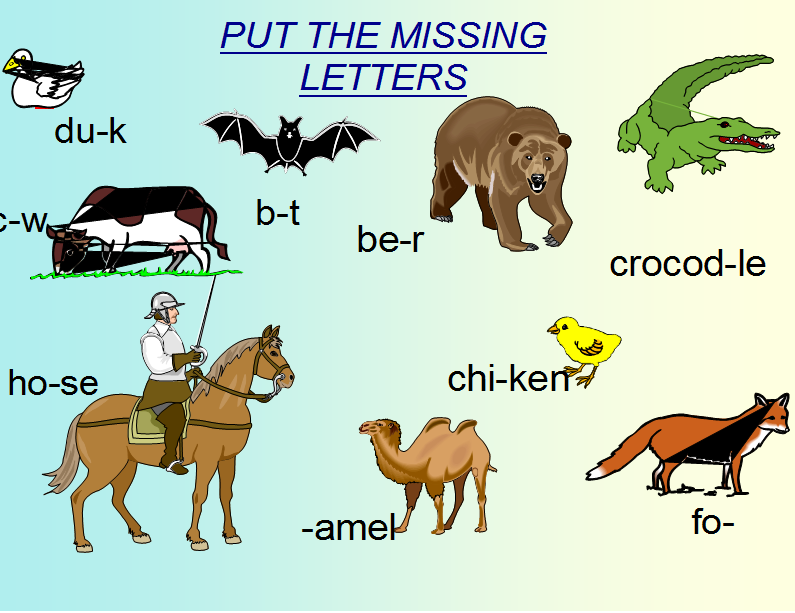 PUT THE MISSING
LETTERS
du-k
b-t
c-w
be-r
crocod-le
ho-se
chi-ken
-amel
fo-